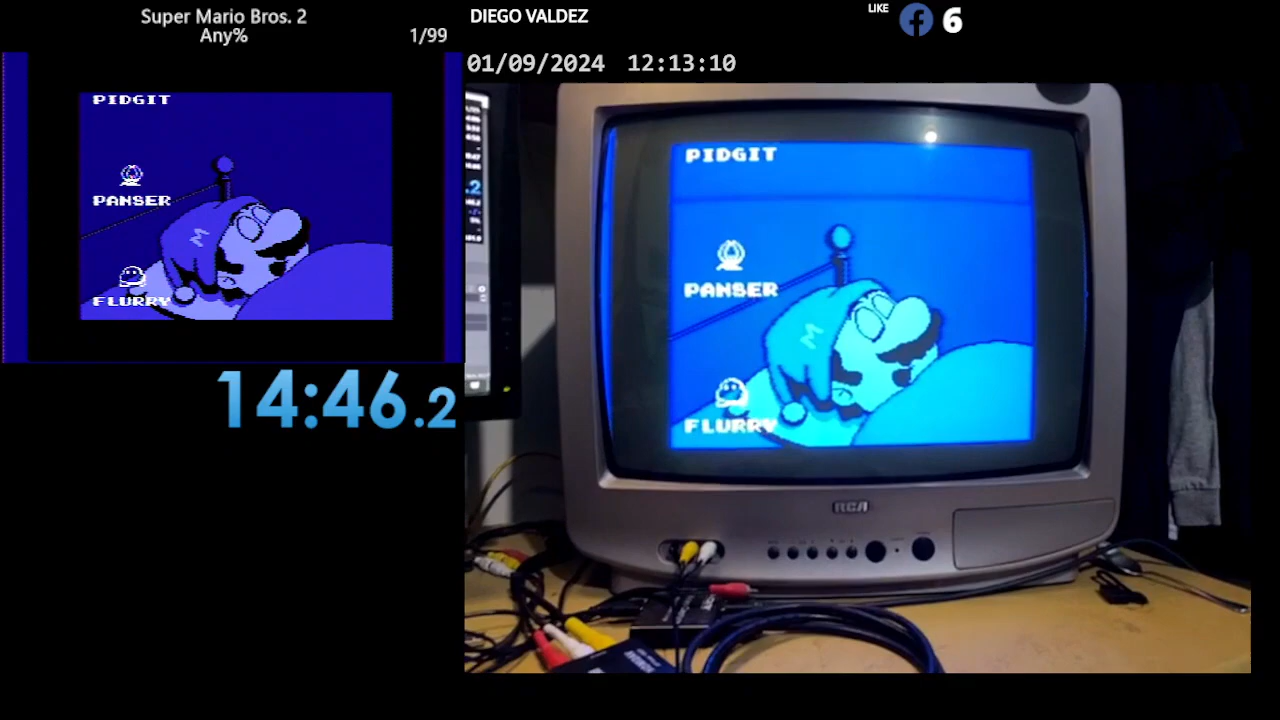 Super Mario Bros. 2
Any%
1/99
DIEGO VALDEZ
LIKE
6
01/09/2024 12:13:10
PIDGIT
PANSER
FLURRY
14:46.2
PIDGIT
PANSER
FLURRY
M
M
RCA
.2